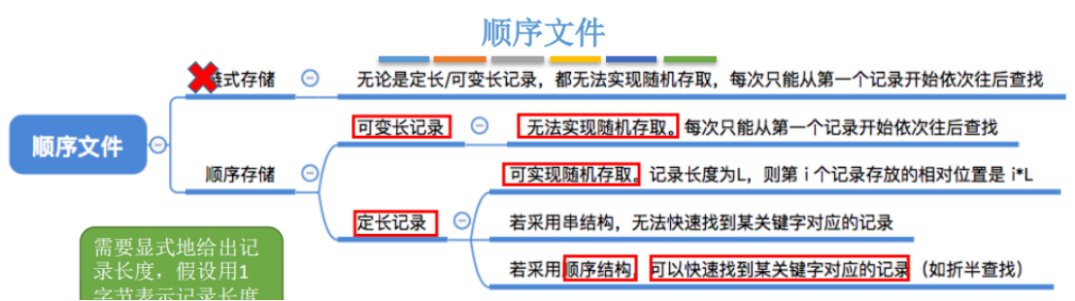 顺序文件
式存储
无论是定长/可变长记录，都无法实现随机存取，每次只能从第一个记录开始依次往后查找
可变长记录
无法实现随机存取。每次只能从第一个记录开始依次往后查找
顺序文件
顺序存储
可实现随机存取。记录长度为L，则第 i 个记录存放的相对位置是 i*L
定长记录
若采用串结构，无法快速找到某关键字对应的记录
若采用顺序结构，可以快速找到某关键字对应的记录（如折半查找）
需要显式地给出记
录长度，假设用1
字节表示记录长度